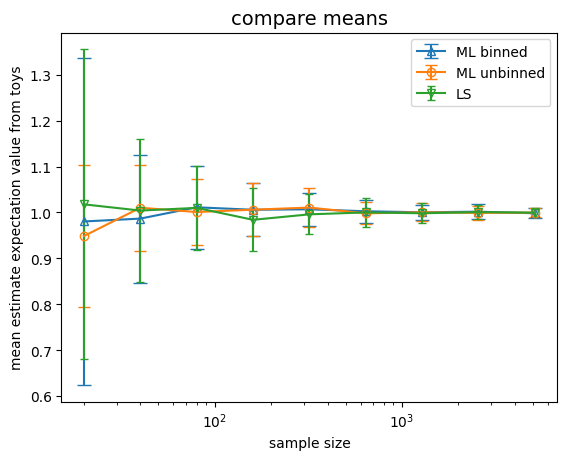 compare means
mean estimate expectation value from toys
1.3
1.2
1.1
1.0
0.9
0.8
0.7
0.6
ML binned
ML unbinned
LS
10²
10³
sample size